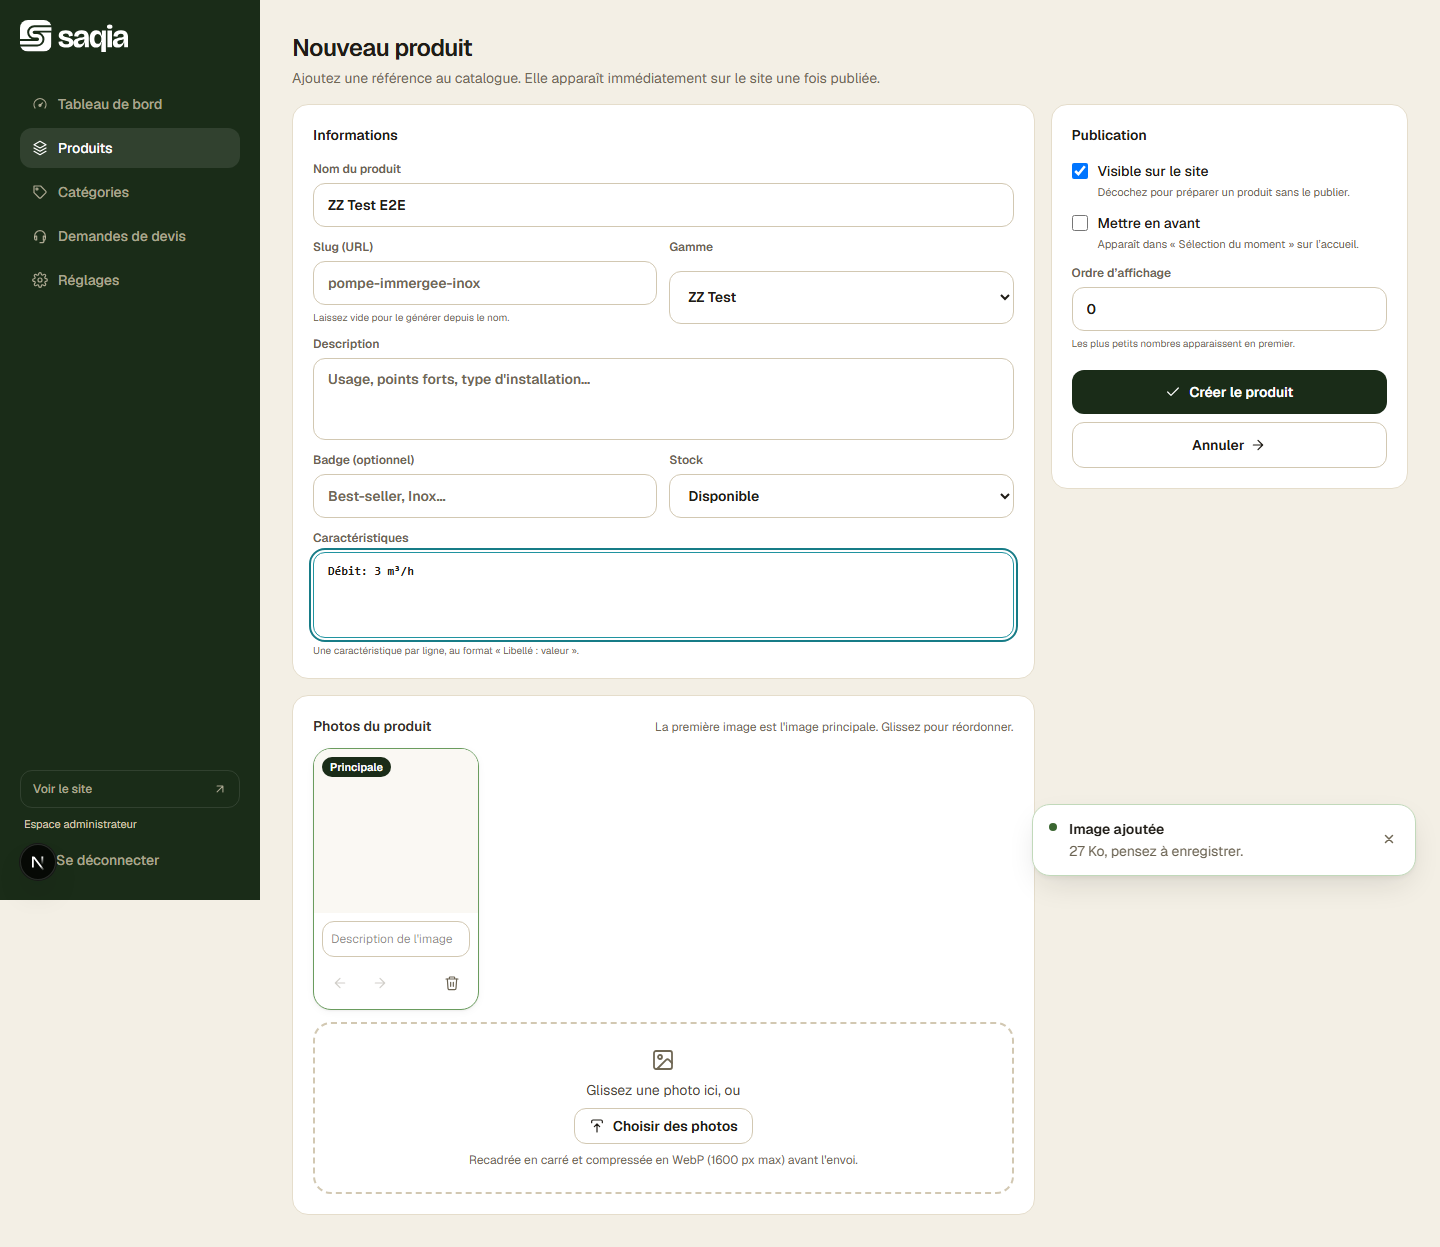 saqia
Tableau de bord
Produits
Catégories
Demandes de devis
Réglages
Voir le site
Espace administrateur
N
Se déconnecter
Nouveau produit
Ajoutez une référence au catalogue. Elle apparaît immédiatement sur le site une fois publiée.
Informations
Nom du produit
ZZ Test E2E
Slug (URL)
Gamme
pompe-immergee-inox
ZZ Test
Laissez vide pour le générer depuis le nom.
Description
Usage, points forts, type d'installation...
Badge (optionnel)
Stock
Best-seller, Inox...
Disponible
Caractéristiques
Débit: 3 m³/h
Une caractéristique par ligne, au format « Libellé : valeur ».
Photos du produit
La première image est l'image principale. Glissez pour réordonner.
Principale
Description de l'image
Glissez une photo ici, ou
Choisir des photos
Recadrée en carré et compressée en WebP (1600 px max) avant l'envoi.
Publication
Visible sur le site
Décochez pour préparer un produit sans le publier.
Mettre en avant
Apparaît dans « Sélection du moment » sur l'accueil.
Ordre d'affichage
0
Les plus petits nombres apparaissent en premier.
Créer le produit
Annuler
Image ajoutée
27 Ko, pensez à enregistrer.